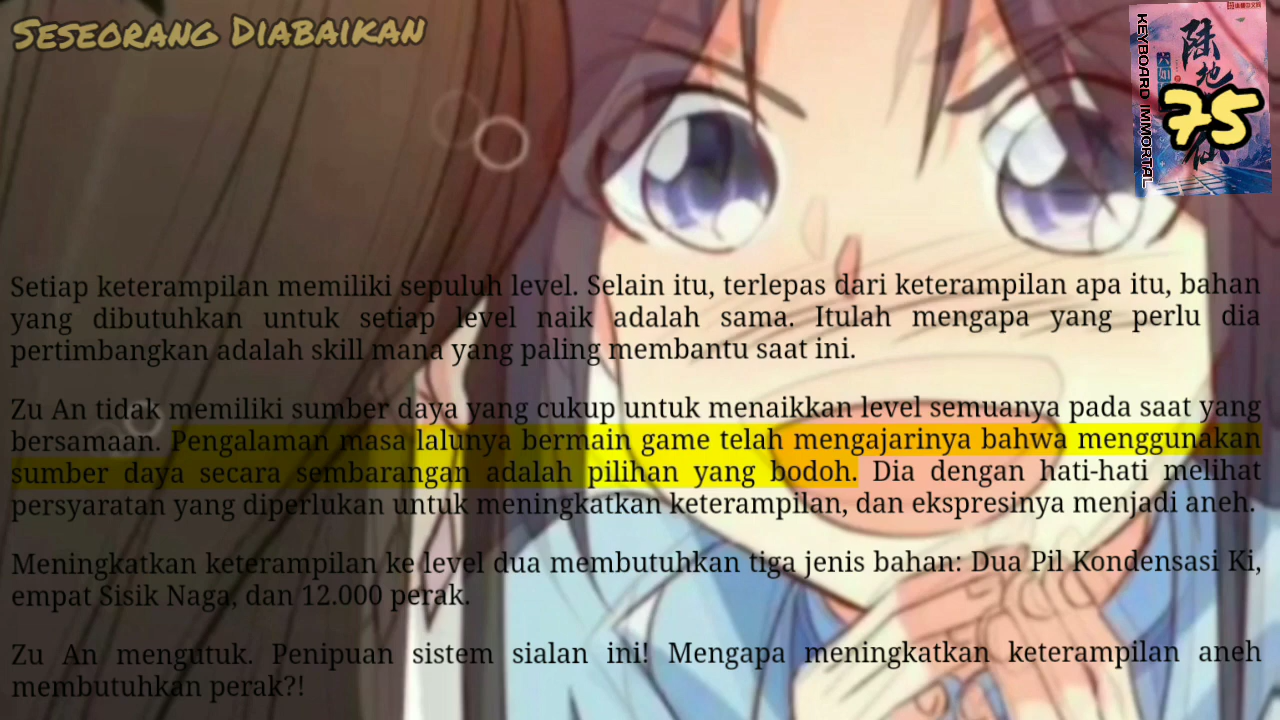 Seseorang Diabaikan
KEYBOARD IMMORTAL
陆地
仙
75
Setiap keterampilan memiliki sepuluh level. Selain itu, terlepas dari keterampilan apa itu, bahan
yang dibutuhkan untuk setiap level naik adalah sama. Itulah mengapa yang perlu dia
pertimbangkan adalah skill mana yang paling membantu saat ini.
Zu An tidak memiliki sumber daya yang cukup untuk menaikkan level semuanya pada saat yang
bersamaan. Pengalaman masa lalunya bermain game telah mengajarinya bahwa menggunakan
sumber daya secara sembarangan adalah pilihan yang bodoh. Dia dengan hati-hati melihat
persyaratan yang diperlukan untuk meningkatkan keterampilan, dan ekspresinya menjadi aneh.
Meningkatkan keterampilan ke level dua membutuhkan tiga jenis bahan: Dua Pil Kondensasi Ki,
empat Sisik Naga, dan 12.000 perak.
Zu An mengutuk. Penipuan sistem sialan ini! Mengapa meningkatkan keterampilan aneh
membutuhkan perak?!